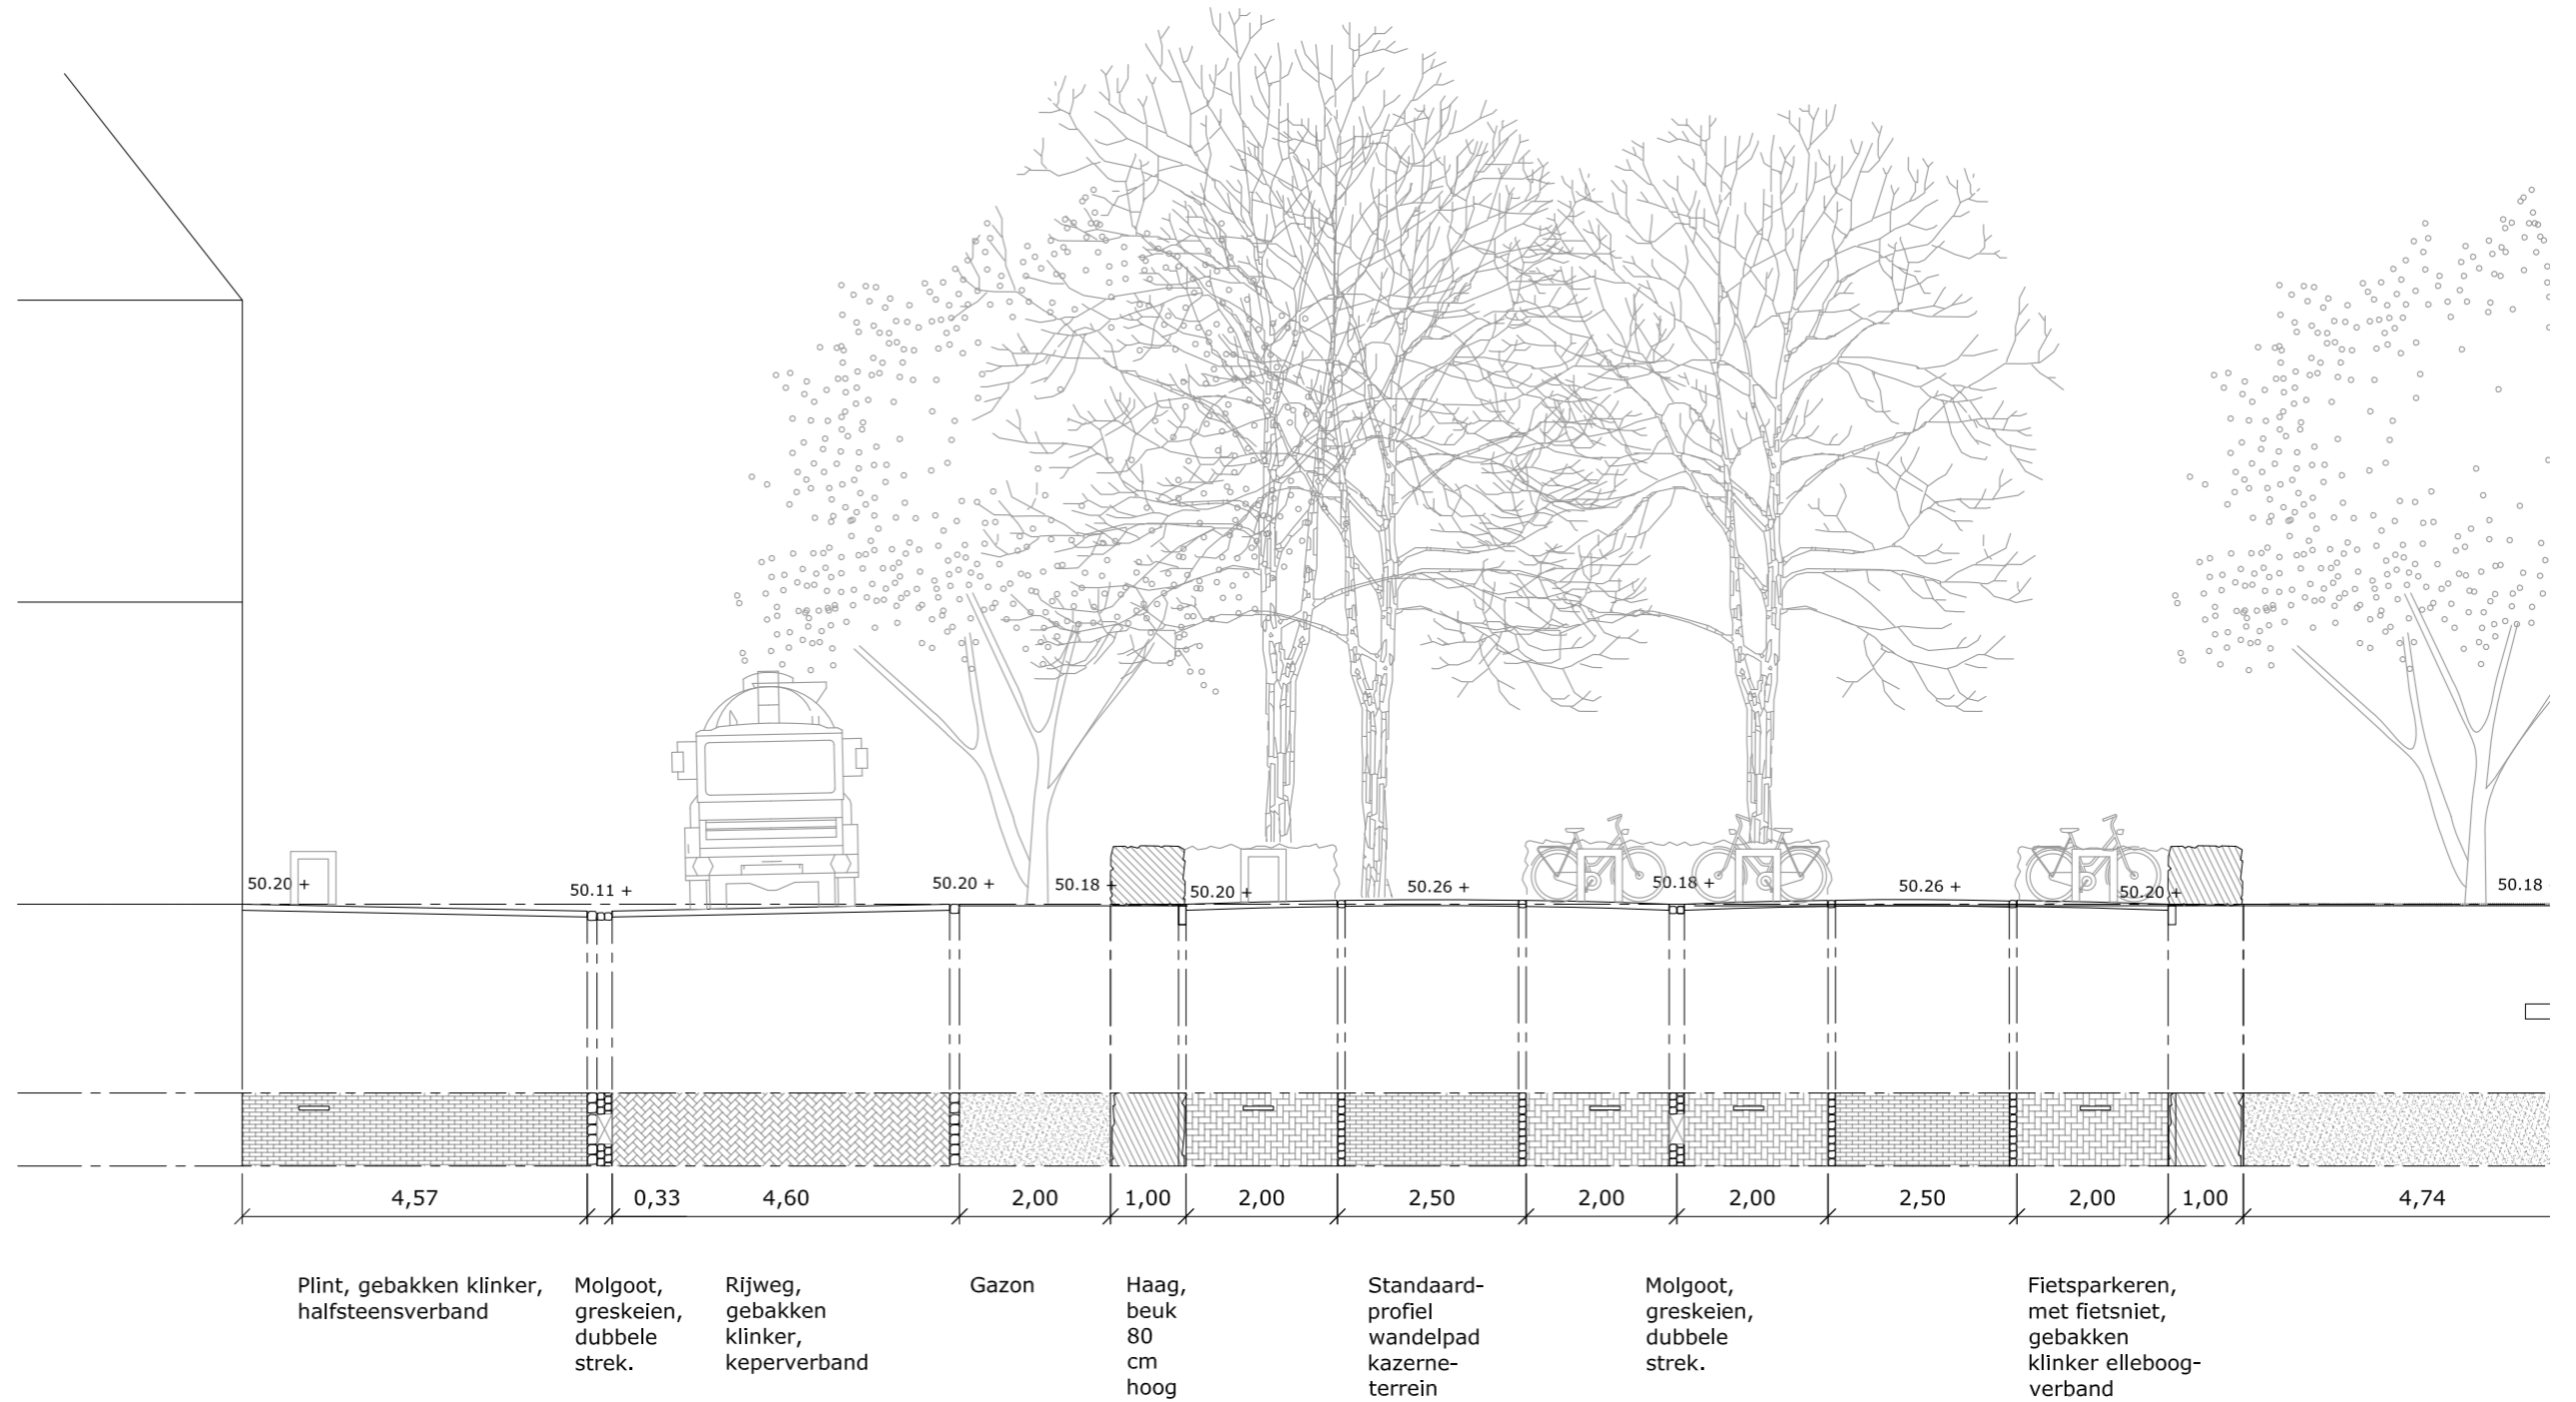 50.20 +
50.11 +
50.20 +
50.18 +
50.20 +
50.26 +
50.18 +
50.26 +
50.20 +
50.18
4,57
0,33
4,60
2,00
1,00
2,00
2,50
2,00
2,00
2,50
2,00
1,00
4,74
Plint, gebakken klinker,
halfsteensverband
Molgoot,
greskeien,
dubbele
strek.
Rijweg,
gebakken
klinker,
keperverband
Gazon
Haag,
beuk
80
cm
hoog
Standaard-
profiel
wandelpad
kazerne-
terrein
Molgoot,
greskeien,
dubbele
strek.
Fietsparkeren,
met fietsniet,
gebakken
klinker elleboog-
verband